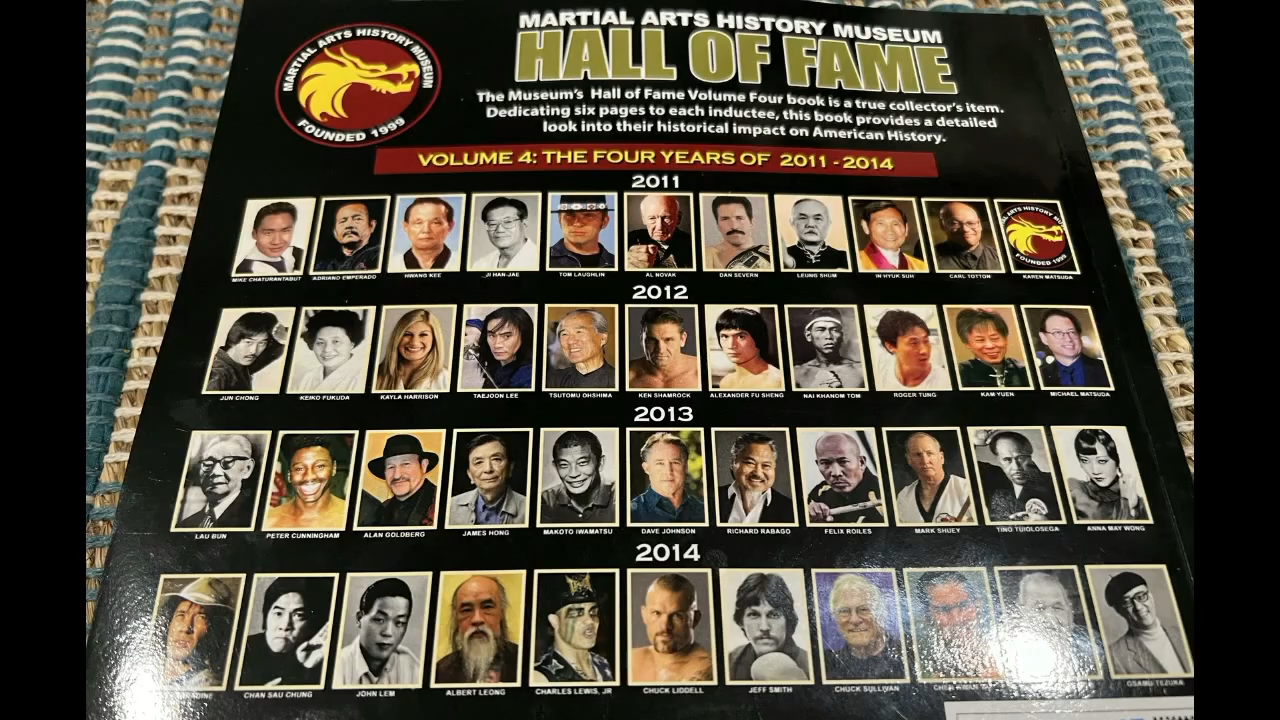 MARTIAL ARTS HISTORY MUSEUM
FOUNDED 1999
MARTIAL ARTS HISTORY MUSEUM
HALL OF FAME
The Museum's Hall of Fame Volume Four book is a true collector's item.
Dedicating six pages to each inductee, this book provides a detailed
look into their historical impact on American History.
VOLUME 4: THE FOUR YEARS OF 2011 - 2014
2011
MARTIAL ARTS HISTORY MU
FOUNDED 1999
MIKE CHATURANTABUT ADRIANO EMPERADO HWANG KEE JI HAN-JAE TOM LAUGHLIN AL NOVAK DAN SEVERN LEUNG SHUM IN HYUK SUH CARL TOTTON KAREN MATSUDA
2012
JUN CHONG KEIKO FUKUDA KAYLA HARRISON TAEJOON LEE TSUTOMU OHSHIMA KEN SHAMROCK ALEXANDER FU SHENG NAI KHANOM TOM ROGER TUNG KAM YUEN MICHAEL MATSUDA
2013
LAU BUN PETER CUNNINGHAM ALAN GOLDBERG JAMES HONG MAKOTO IWAMATSU DAVE JOHNSON RICHARD RABAGO FELIX ROILES MARK SHUEY TINO TUIOLOSEGA ANNA MAY WONG
2014
CHAN SAU CHUNG JOHN LEM ALBERT LEONG CHARLES LEWIS, JR CHUCK LIDDELL JEFF SMITH CHUCK SULLIVAN OSAMU TEZUKA